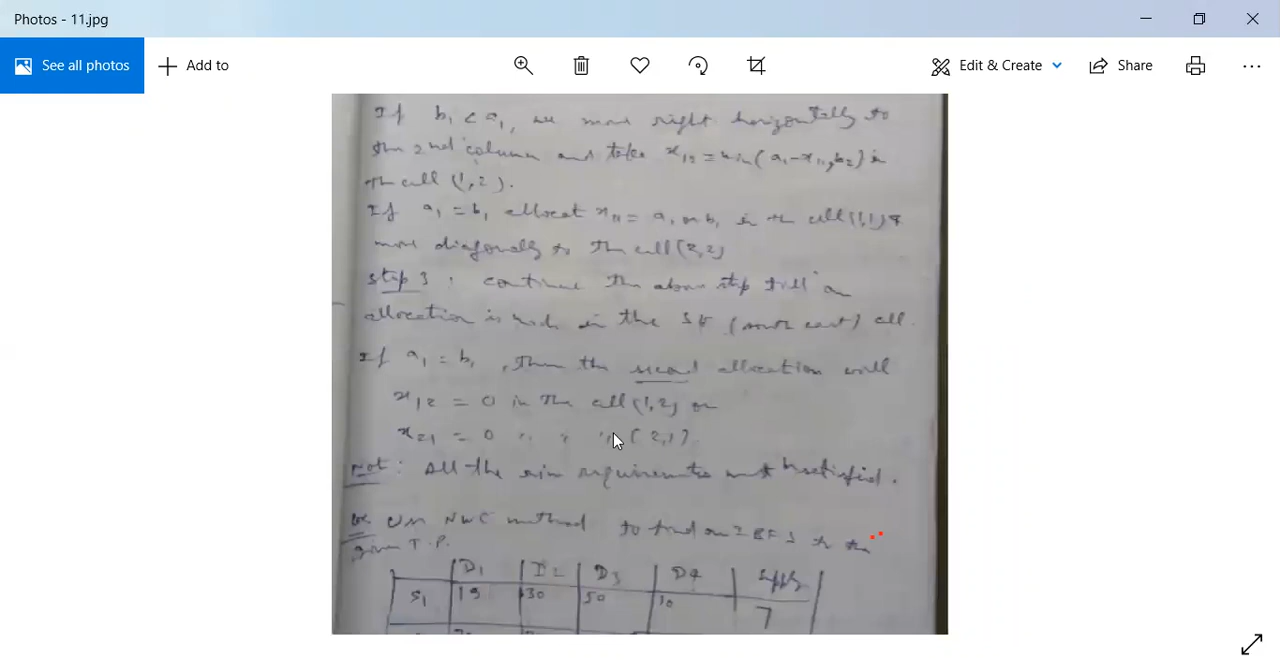 Photos - 11.jpg
See all photos
Add to
Edit & Create
Share
If b₁ < a₁, we move right horizontally to
the 2nd column and take x₁₂ = min(a₁-x₁₁, b₂) in
the cell (1,2).
If a₁ = b₁ allocat x₁₁ = a₁ or b₁ in the cell (1,1) &
move diagonally to the cell (2,2)
Step 3 : continue the above step till an
allocation is made in the SE (south east) cell.
If a₁ = b₁, then the second allocation will
x₁₂ = 0 in the cell (1,2) or
x₂₁ = 0 " " " (2,1)
Not : All the rim requirements must be satisfied.
Use NWC method to find an IBFS to the
given T.P.
D₁ D₂ D₃ D4 Supply
S₁ 19 30 50 10 7